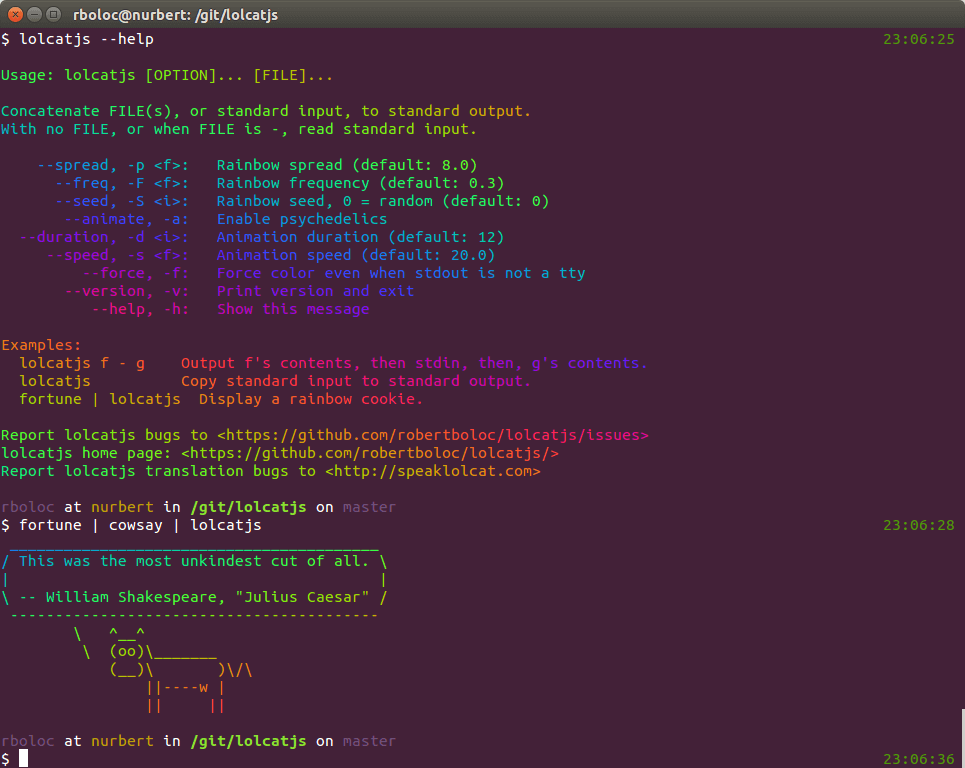 rboloc@nurbert: /git/lolcatjs
$ lolcatjs --help 23:06:25
Usage: lolcatjs [OPTION]... [FILE]...
Concatenate FILE(s), or standard input, to standard output.
With no FILE, or when FILE is -, read standard input.
--spread, -p <f>: Rainbow spread (default: 8.0)
--freq, -F <f>: Rainbow frequency (default: 0.3)
--seed, -S <i>: Rainbow seed, 0 = random (default: 0)
--animate, -a: Enable psychedelics
--duration, -d <i>: Animation duration (default: 12)
--speed, -s <f>: Animation speed (default: 20.0)
--force, -f: Force color even when stdout is not a tty
--version, -v: Print version and exit
--help, -h: Show this message
Examples:
lolcatjs f - g Output f's contents, then stdin, then, g's contents.
lolcatjs Copy standard input to standard output.
fortune | lolcatjs Display a rainbow cookie.
Report lolcatjs bugs to <https://github.com/robertboloc/lolcatjs/issues>
lolcatjs home page: <https://github.com/robertboloc/lolcatjs/>
Report lolcatjs translation bugs to <http://speaklolcat.com>
rboloc at nurbert in /git/lolcatjs on master
$ fortune | cowsay | lolcatjs 23:06:28
 _________________________________________
/ This was the most unkindest cut of all. \
|                                         |
\ -- William Shakespeare, "Julius Caesar" /
 -----------------------------------------
        \   ^__^
         \  (oo)\_______
            (__)\       )\/\
                ||----w |
                ||     ||
rboloc at nurbert in /git/lolcatjs on master
$ 23:06:36